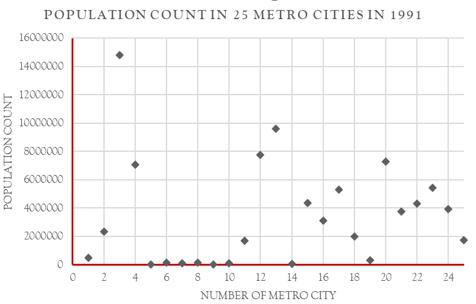 POPULATION COUNT IN 25 METRO CITIES IN 1991
16000000
14000000
12000000
10000000
8000000
6000000
4000000
2000000
0
POPULATION COUNT
0 2 4 6 8 10 12 14 16 18 20 22 24
NUMBER OF METRO CITY